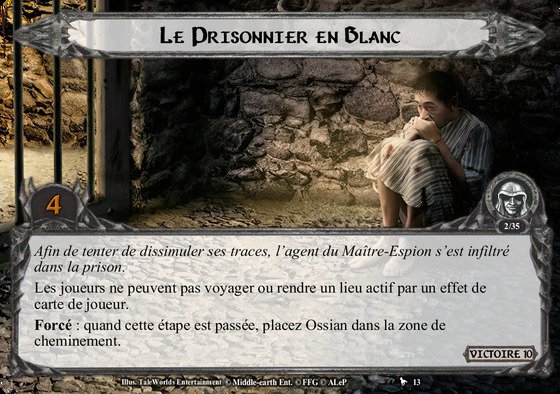 Le Prisonnier en Blanc
4
2/35
Afin de tenter de dissimuler ses traces, l'agent du Maître-Espion s'est infiltré
dans la prison.
Les joueurs ne peuvent pas voyager ou rendre un lieu actif par un effet de
carte de joueur.
Forcé : quand cette étape est passée, placez Ossian dans la zone de
cheminement.
VICTOIRE 10
Illus. TaleWorlds Entertainment © Middle-earth Ent. © FFG © ALeP
13